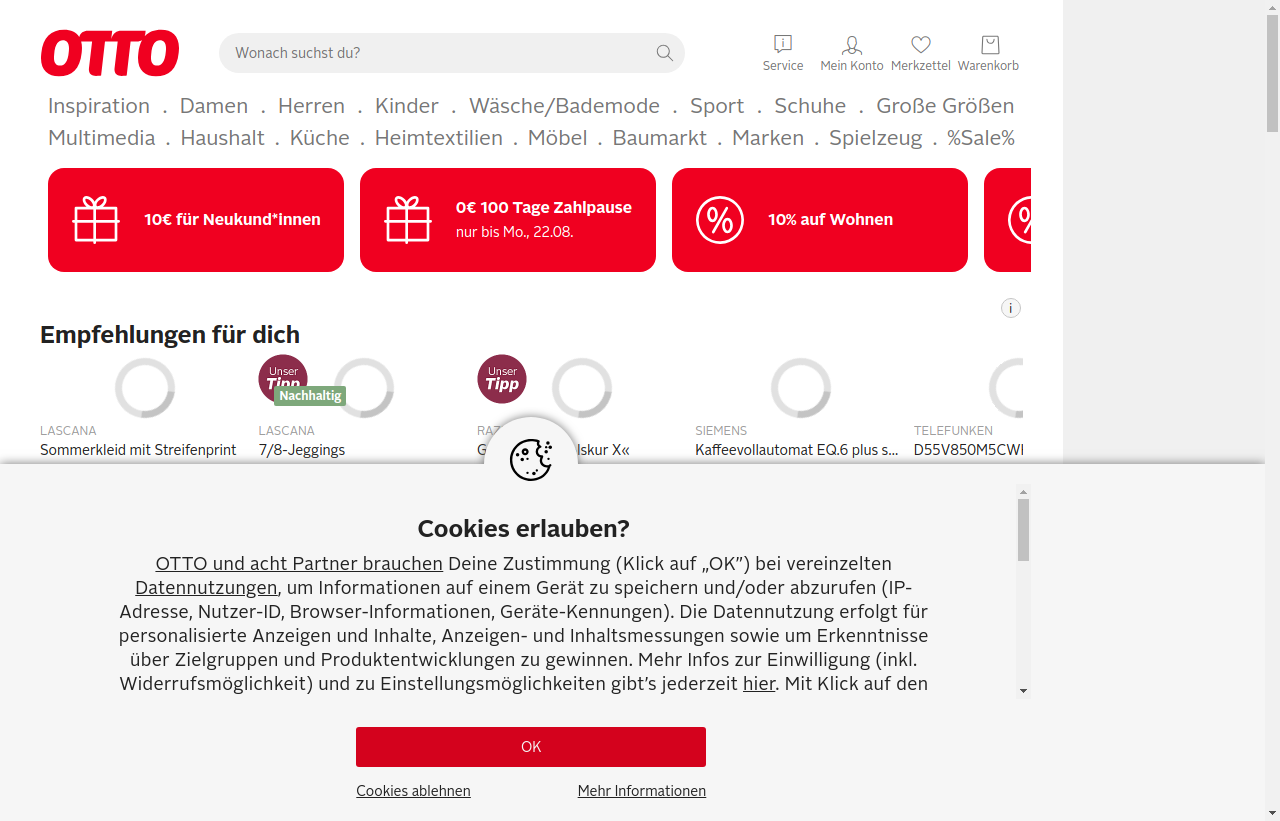 OTTO
Wonach suchst du?
Service
Mein Konto
Merkzettel
Warenkorb
Inspiration . Damen . Herren . Kinder . Wäsche/Bademode . Sport . Schuhe . Große Größen
Multimedia . Haushalt . Küche . Heimtextilien . Möbel . Baumarkt . Marken . Spielzeug . %Sale%
10€ für Neukund*innen
0€ 100 Tage Zahlpause
nur bis Mo., 22.08.
10% auf Wohnen
Empfehlungen für dich
Unser
Tipp
Nachhaltig
Unser
Tipp
LASCANA
Sommerkleid mit Streifenprint
LASCANA
7/8-Jeggings
SIEMENS
Kaffeevollautomat EQ.6 plus s...
TELEFUNKEN
Cookies erlauben?
OTTO und acht Partner brauchen Deine Zustimmung (Klick auf „OK”) bei vereinzelten
Datennutzungen, um Informationen auf einem Gerät zu speichern und/oder abzurufen (IP-
Adresse, Nutzer-ID, Browser-Informationen, Geräte-Kennungen). Die Datennutzung erfolgt für
personalisierte Anzeigen und Inhalte, Anzeigen- und Inhaltsmessungen sowie um Erkenntnisse
über Zielgruppen und Produktentwicklungen zu gewinnen. Mehr Infos zur Einwilligung (inkl.
Widerrufsmöglichkeit) und zu Einstellungsmöglichkeiten gibt’s jederzeit hier. Mit Klick auf den
OK
Cookies ablehnen
Mehr Informationen